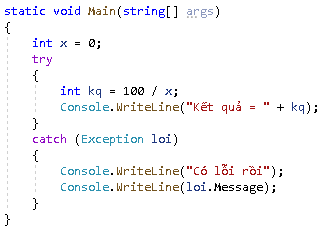 static void Main(string[] args)
{
int x = 0;
try
{
int kq = 100 / x;
Console.WriteLine("Kết quả = " + kq);
}
catch (Exception loi)
{
Console.WriteLine("Có lỗi rồi");
Console.WriteLine(loi.Message);
}
}